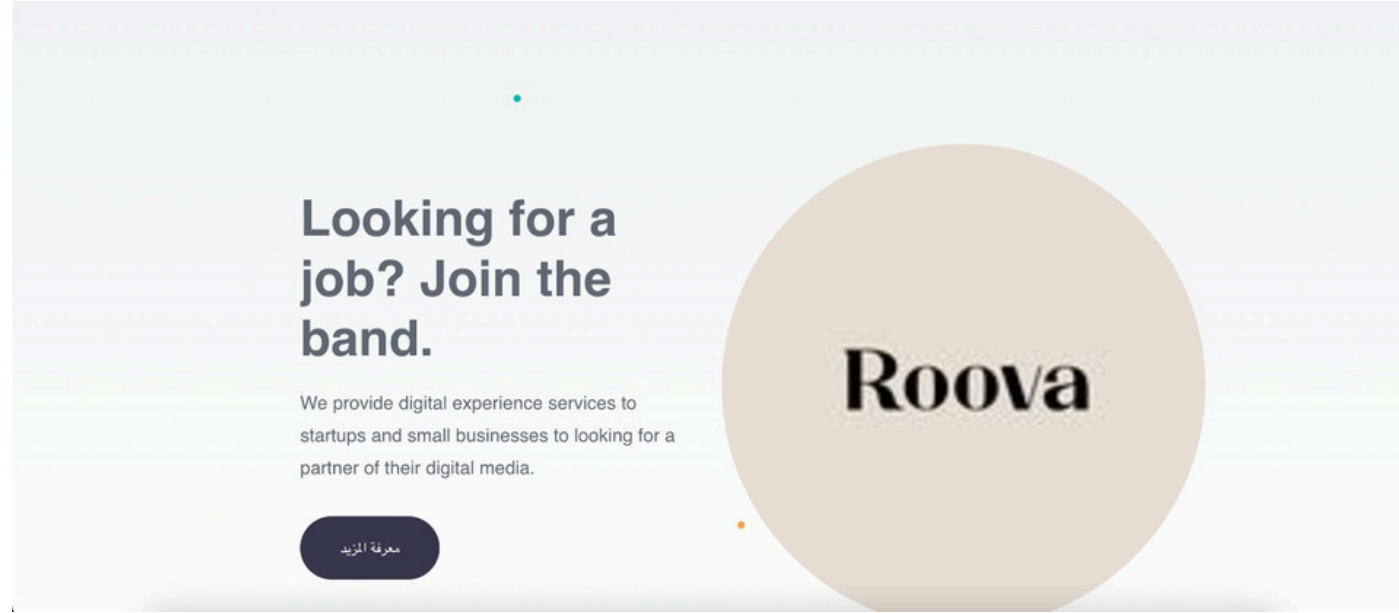 Looking for a
job? Join the
band.
We provide digital experience services to
startups and small businesses to looking for a
partner of their digital media.
معرفة المزيد
Roova